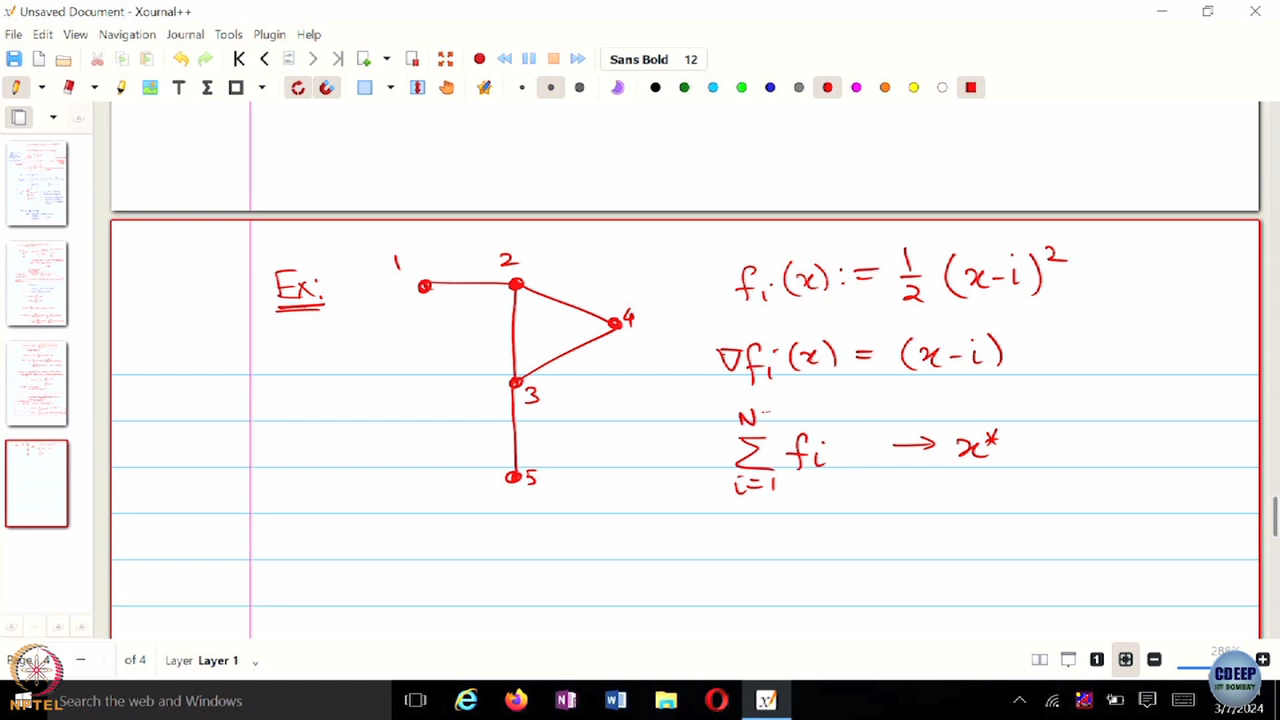 Unsaved Document - Xournal++
File Edit View Navigation Journal Tools Plugin Help
Sans Bold 12
Ex:
1
2
4
3
5
fᵢ(x) := 1/2 (x-i)²
∇fᵢ(x) = (x-i)
N
Σ fᵢ → x*
i=1
of 4 Layer Layer 1
288%
Search the web and Windows
NPTEL
CDEEP
IIT BOMBAY
3/7/2024